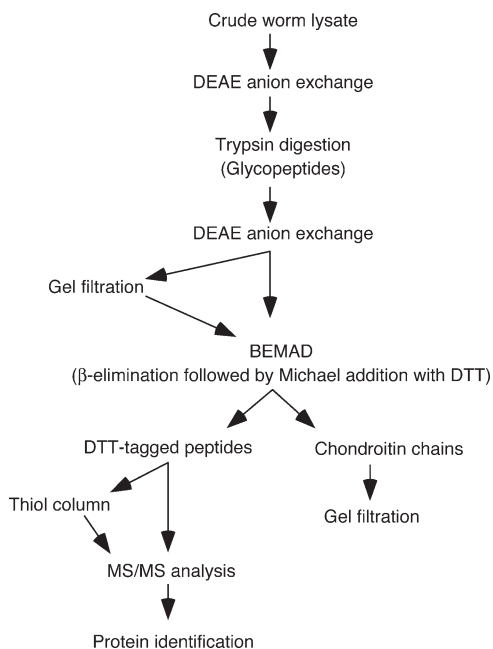 Crude worm lysate
DEAE anion exchange
Trypsin digestion
(Glycopeptides)
DEAE anion exchange
Gel filtration
BEMAD
(β-elimination followed by Michael addition with DTT)
DTT-tagged peptides
Chondroitin chains
Thiol column
Gel filtration
MS/MS analysis
Protein identification